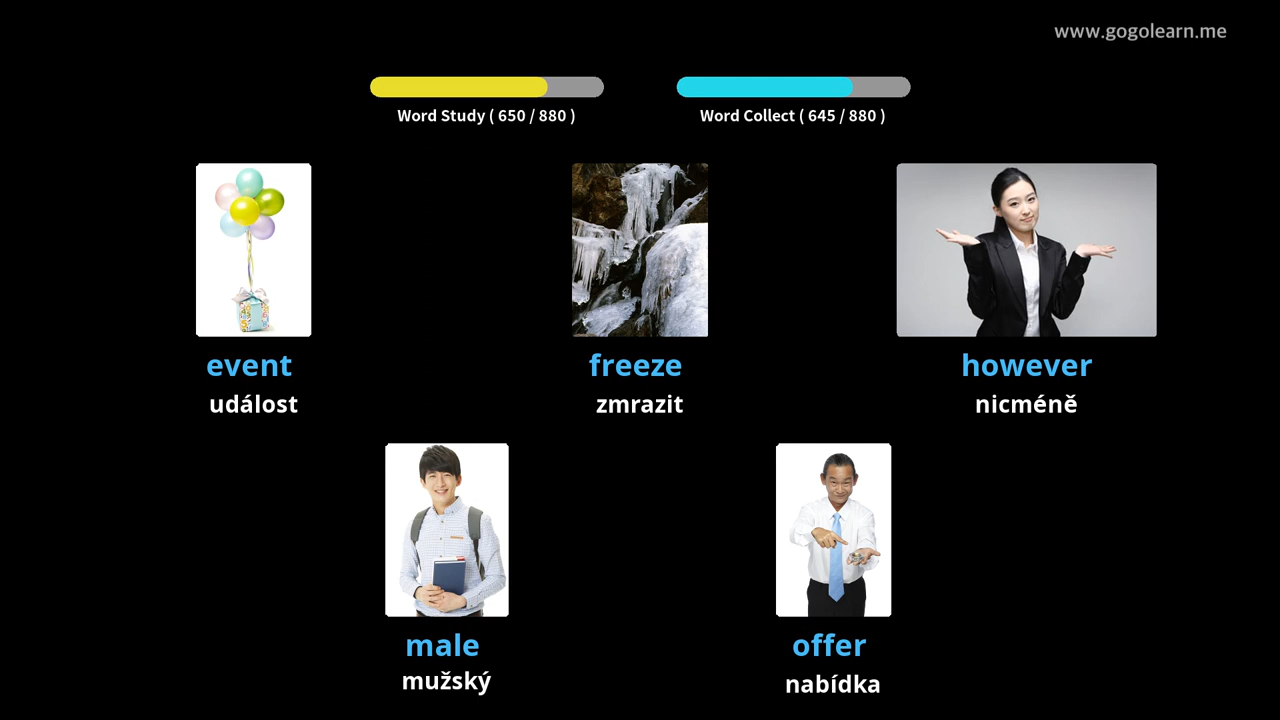 www.gogolearn.me
Word Study ( 650 / 880 )
Word Collect ( 645 / 880 )
event
freeze
however
událost
zmrazit
nicméně
male
offer
mužský
nabídka